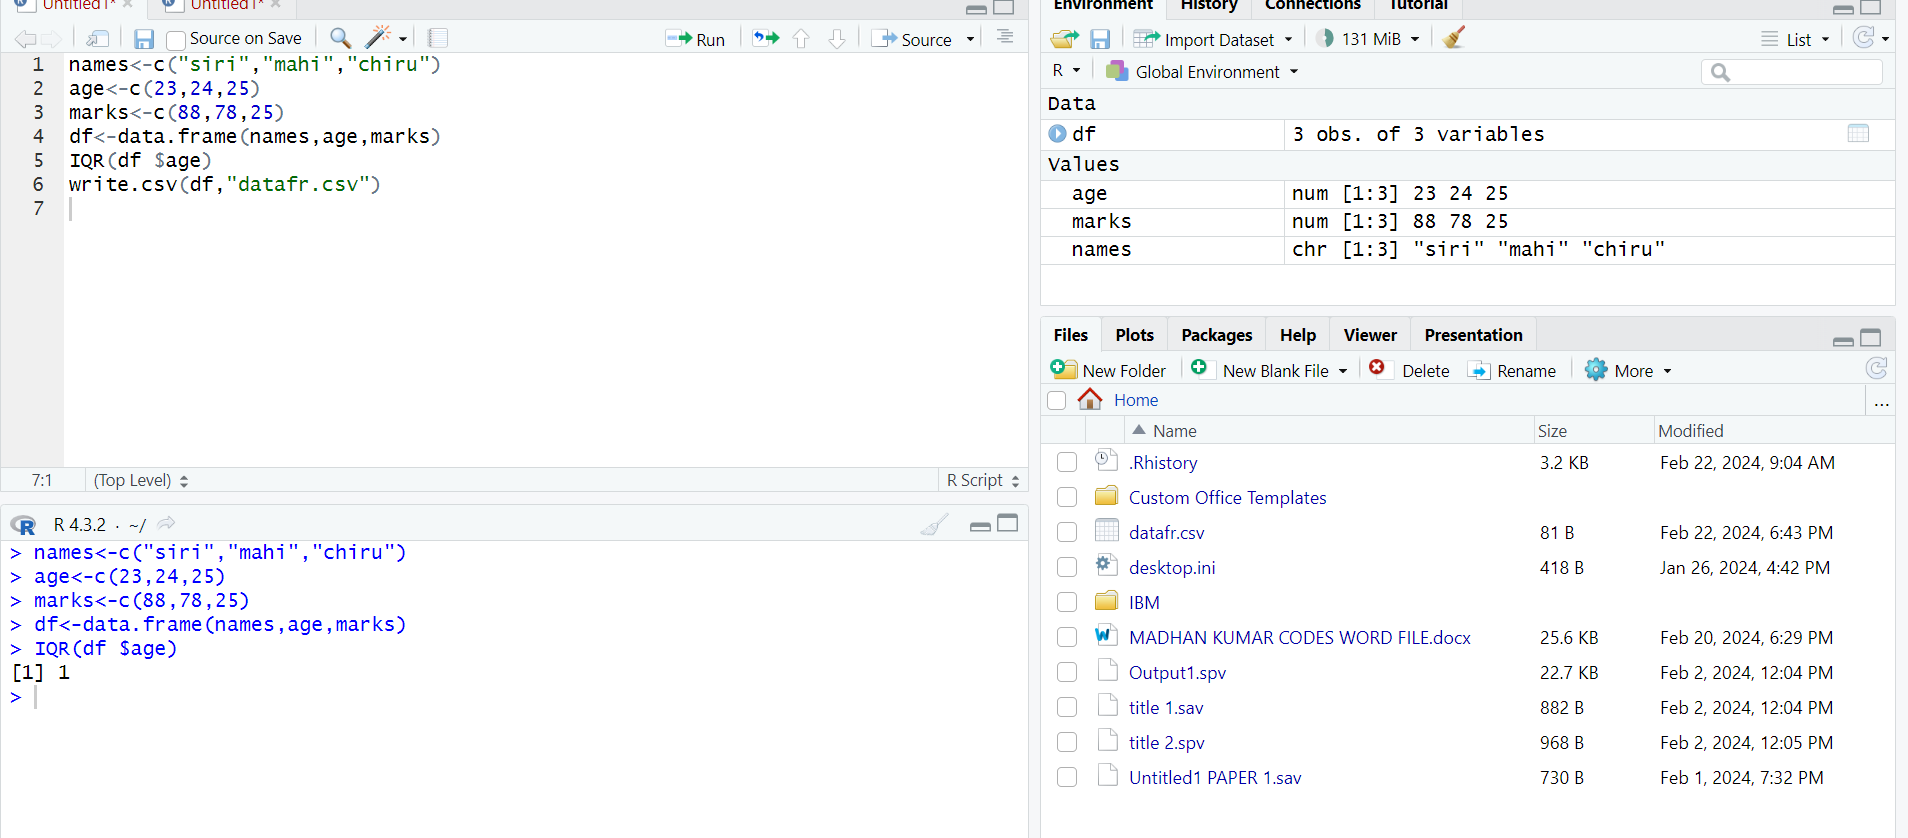 Untitled1* × Untitled1* ×
Source on Save Run Source
1 names<-c("siri","mahi","chiru")
2 age<-c(23,24,25)
3 marks<-c(88,78,25)
4 df<-data.frame(names,age,marks)
5 IQR(df $age)
6 write.csv(df,"datafr.csv")
7
7:1 (Top Level) R Script
R 4.3.2 · ~/
> names<-c("siri","mahi","chiru")
> age<-c(23,24,25)
> marks<-c(88,78,25)
> df<-data.frame(names,age,marks)
> IQR(df $age)
[1] 1
>
Environment History Connections Tutorial
Import Dataset 131 MiB List
R Global Environment
Data
df 3 obs. of 3 variables
Values
age num [1:3] 23 24 25
marks num [1:3] 88 78 25
names chr [1:3] "siri" "mahi" "chiru"
Files Plots Packages Help Viewer Presentation
New Folder New Blank File Delete Rename More
Home ...
Name Size Modified
.Rhistory 3.2 KB Feb 22, 2024, 9:04 AM
Custom Office Templates
datafr.csv 81 B Feb 22, 2024, 6:43 PM
desktop.ini 418 B Jan 26, 2024, 4:42 PM
IBM
MADHAN KUMAR CODES WORD FILE.docx 25.6 KB Feb 20, 2024, 6:29 PM
Output1.spv 22.7 KB Feb 2, 2024, 12:04 PM
title 1.sav 882 B Feb 2, 2024, 12:04 PM
title 2.spv 968 B Feb 2, 2024, 12:05 PM
Untitled1 PAPER 1.sav 730 B Feb 1, 2024, 7:32 PM